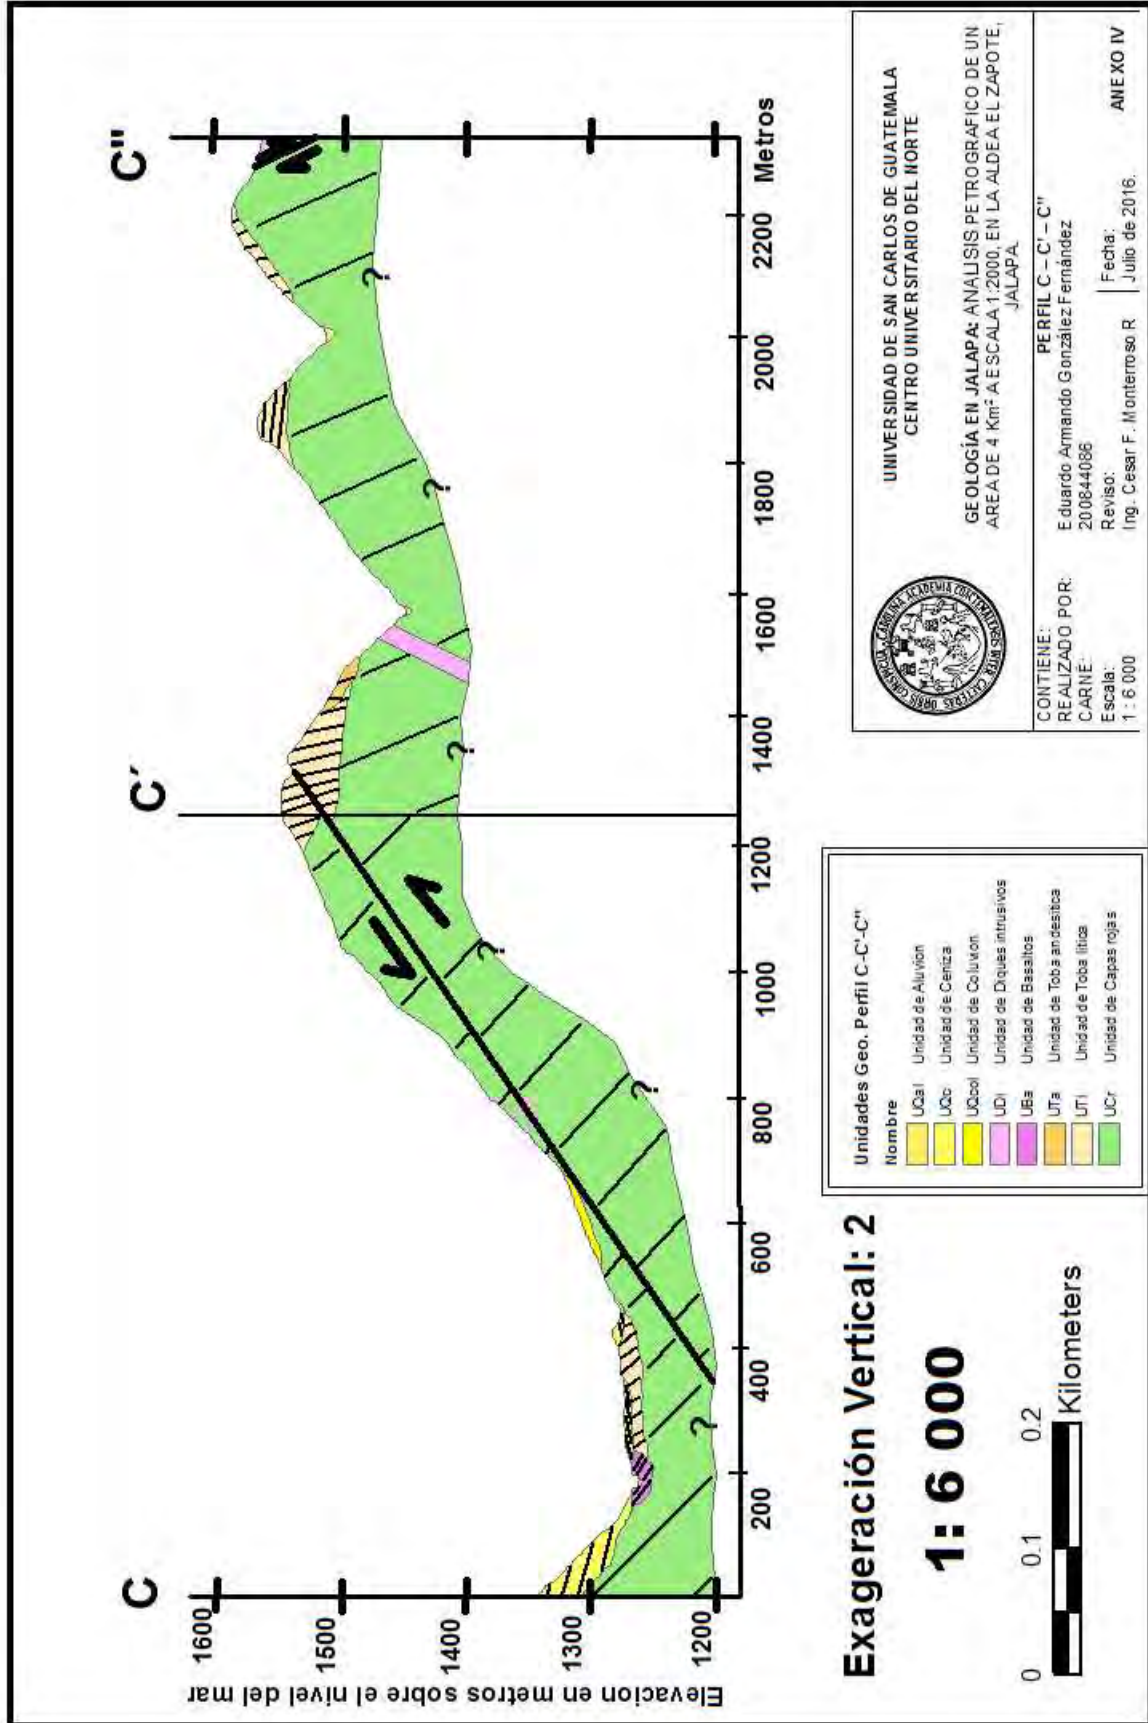 C
C´
C"
1600
1500
1400
1300
1200
Elevacion en metros sobre el nivel del mar
200
400
600
800
1000
1200
1400
1600
1800
2000
2200
Metros
?
?
?
?
?
?
Exageración Vertical: 2
1: 6 000
0
0.1
0.2
Kilometers
Unidades Geo. Perfil C-C'-C"
Nombre
UQal Unidad de Aluvion
UQc Unidad de Ceniza
UQcol Unidad de Coluvion
UDi Unidad de Diques intrusivos
UBa Unidad de Basaltos
UTa Unidad de Toba andesitica
UTl Unidad de Toba litica
UCr Unidad de Capas rojas
UNIVERSIDAD DE SAN CARLOS DE GUATEMALA
CENTRO UNIVERSITARIO DEL NORTE
GEOLOGÍA EN JALAPA: ANALISIS PETROGRAFICO DE UN
AREA DE 4 Km² A ESCALA 1:2000, EN LA ALDEA EL ZAPOTE,
JALAPA.
CONTIENE: PERFIL C – C' – C"
REALIZADO POR: Eduardo Armando González Fernández
CARNÉ: 200844086
Escala: Reviso: Fecha:
1 : 6 000 Ing. Cesar F. Monterroso R Julio de 2016. ANEXO IV